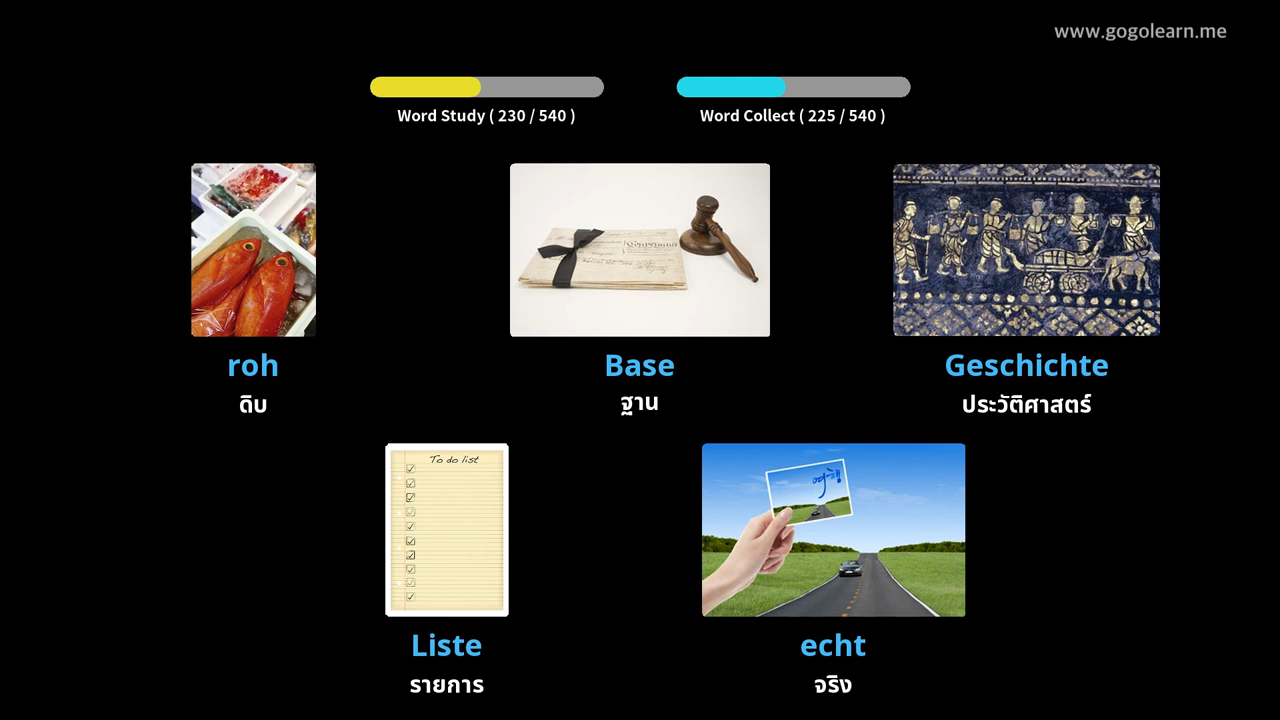 www.gogolearn.me
Word Study ( 230 / 540 )
Word Collect ( 225 / 540 )
roh
ดิบ
Base
ฐาน
Geschichte
ประวัติศาสตร์
To do list
Liste
รายการ
여행
echt
จริง